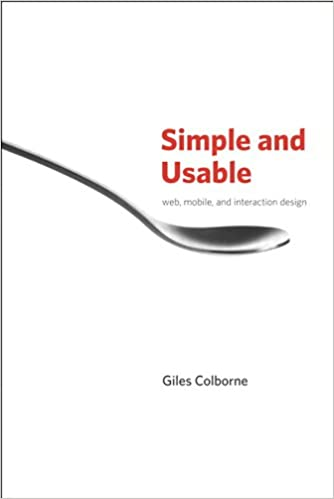 Simple and
Usable
web, mobile, and interaction design
Giles Colborne